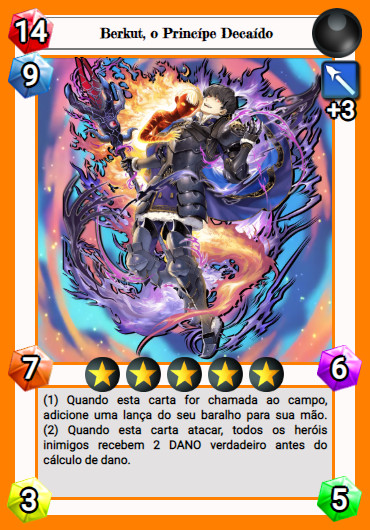 14
Berkut, o Princípe Decaído
9
+3
7
6
(1) Quando esta carta for chamada ao campo,
adicione uma lança do seu baralho para sua mão.
(2) Quando esta carta atacar, todos os heróis
inimigos recebem 2 DANO verdadeiro antes do
cálculo de dano.
3
5